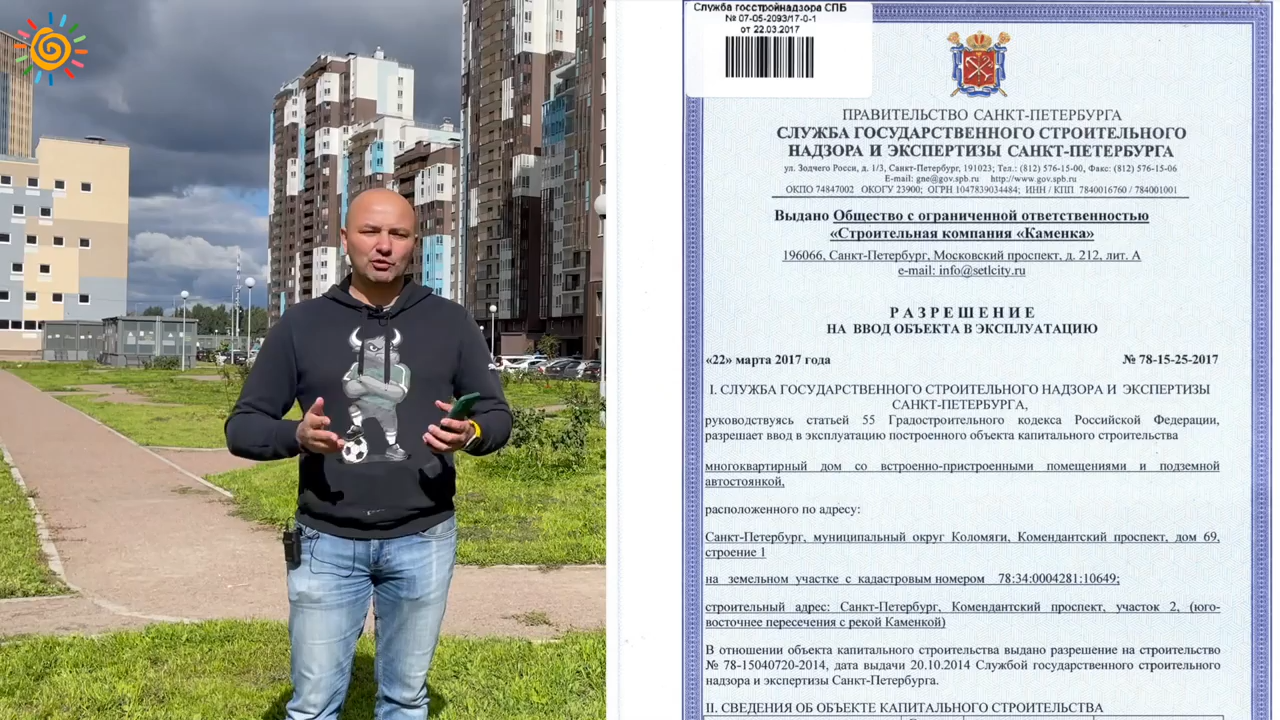 Служба госстройнадзора СПБ
№ 07-05-2093/17-0-1
от 22.03.2017
ПРАВИТЕЛЬСТВО САНКТ-ПЕТЕРБУРГА
СЛУЖБА ГОСУДАРСТВЕННОГО СТРОИТЕЛЬНОГО
НАДЗОРА И ЭКСПЕРТИЗЫ САНКТ-ПЕТЕРБУРГА
ул. Зодчего Росси, д. 1/3, Санкт-Петербург, 191023; Тел.: (812) 576-15-00, Факс: (812) 576-15-06
E-mail: gne@gov.spb.ru http://www.gov.spb.ru
ОКПО 74847002 ОКОГУ 23900; ОГРН 1047839034484; ИНН / КПП 7840016760 / 784001001
Выдано Общество с ограниченной ответственностью
«Строительная компания «Каменка»
196066, Санкт-Петербург, Московский проспект, д. 212, лит. А
e-mail: info@setlcity.ru
РАЗРЕШЕНИЕ
НА ВВОД ОБЪЕКТА В ЭКСПЛУАТАЦИЮ
«22» марта 2017 года № 78-15-25-2017
I. СЛУЖБА ГОСУДАРСТВЕННОГО СТРОИТЕЛЬНОГО НАДЗОРА И ЭКСПЕРТИЗЫ
САНКТ-ПЕТЕРБУРГА,
руководствуясь статьей 55 Градостроительного кодекса Российской Федерации,
разрешает ввод в эксплуатацию построенного объекта капитального строительства
многоквартирный дом со встроенно-пристроенными помещениями и подземной
автостоянкой,
расположенного по адресу:
Санкт-Петербург, муниципальный округ Коломяги, Комендантский проспект, дом 69,
строение 1
на земельном участке с кадастровым номером 78:34:0004281:10649;
строительный адрес: Санкт-Петербург, Комендантский проспект, участок 2, (юго-
восточнее пересечения с рекой Каменкой)
В отношении объекта капитального строительства выдано разрешение на строительство
№ 78-15040720-2014, дата выдачи 20.10.2014 Службой государственного строительного
надзора и экспертизы Санкт-Петербурга.
II. СВЕДЕНИЯ ОБ ОБЪЕКТЕ КАПИТАЛЬНОГО СТРОИТЕЛЬСТВА